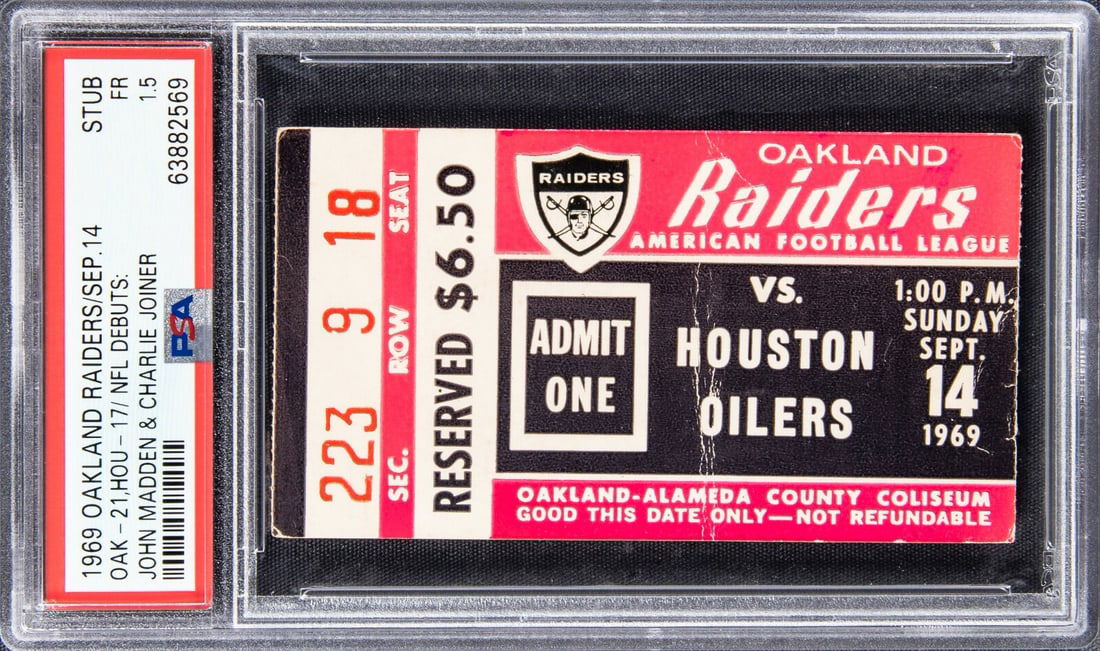 1969 OAKLAND RAIDERS/SEP.14 STUB
OAK - 21,HOU - 17/ NFL DEBUTS: FR
JOHN MADDEN & CHARLIE JOINER 1.5
63882569
PSA
SEC. 223
ROW 9
SEAT 18
RESERVED $6.50
RAIDERS
OAKLAND
Raiders
AMERICAN FOOTBALL LEAGUE
ADMIT
ONE
VS.
HOUSTON
OILERS
1:00 P.M.
SUNDAY
SEPT.
14
1969
OAKLAND-ALAMEDA COUNTY COLISEUM
GOOD THIS DATE ONLY—NOT REFUNDABLE